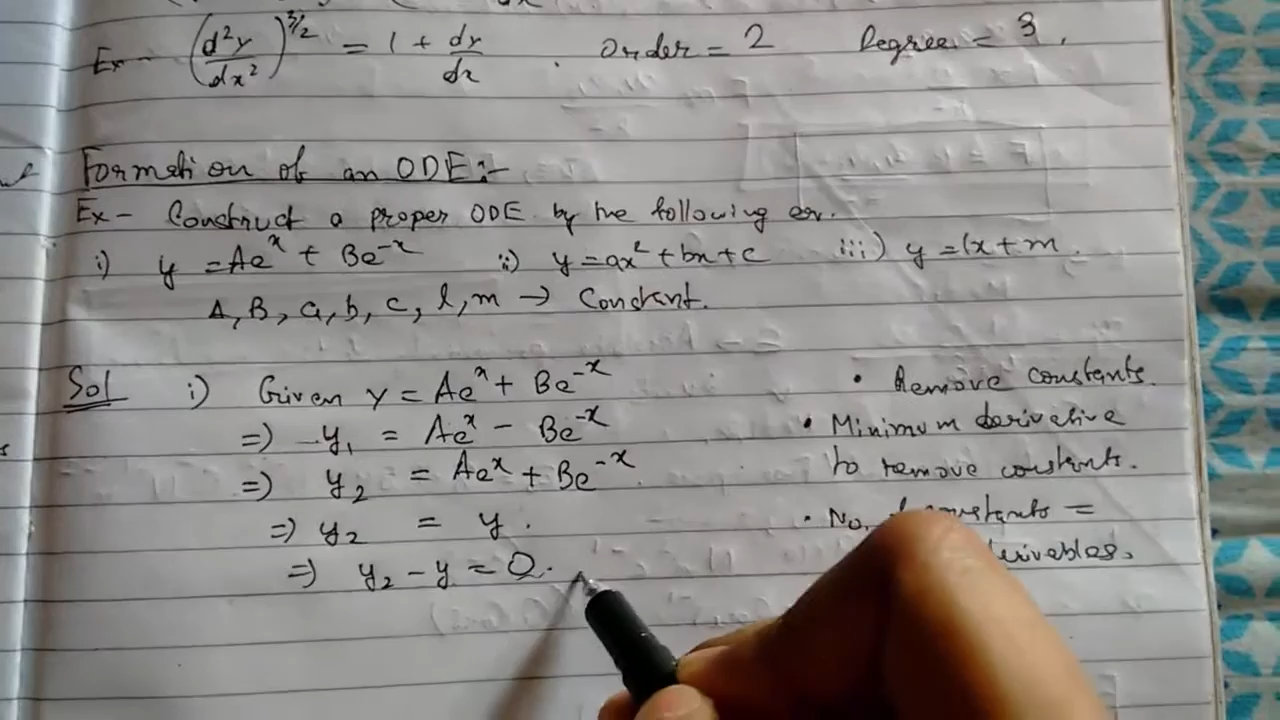 Ex- (d²y/dx²)^3/2 = 1 + dy/dx . Order = 2 Degree = 3.
Formation of an ODE:-
Ex- Construct a proper ODE by the following en.
i) y = Ae^x + Be^-x ii) y = ax² + bx + c iii) y = lx + m.
A, B, a, b, c, l, m → Constant.
Sol i) Given y = Ae^x + Be^-x
=> y₁ = Ae^x - Be^-x
=> y₂ = Ae^x + Be^-x
=> y₂ = y.
=> y₂ - y = 0.
• Remove constants.
• Minimum derivative
to remove constants.
• No. constants =